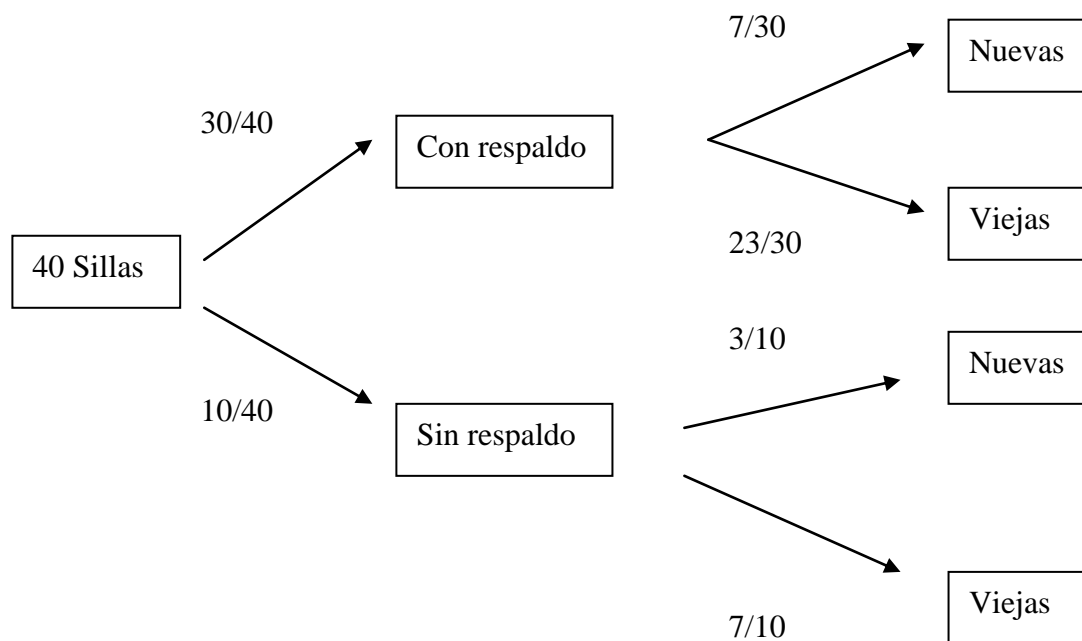 7/30
Nuevas
30/40
Con respaldo
Viejas
40 Sillas
23/30
3/10
Nuevas
10/40
Sin respaldo
Viejas
7/10